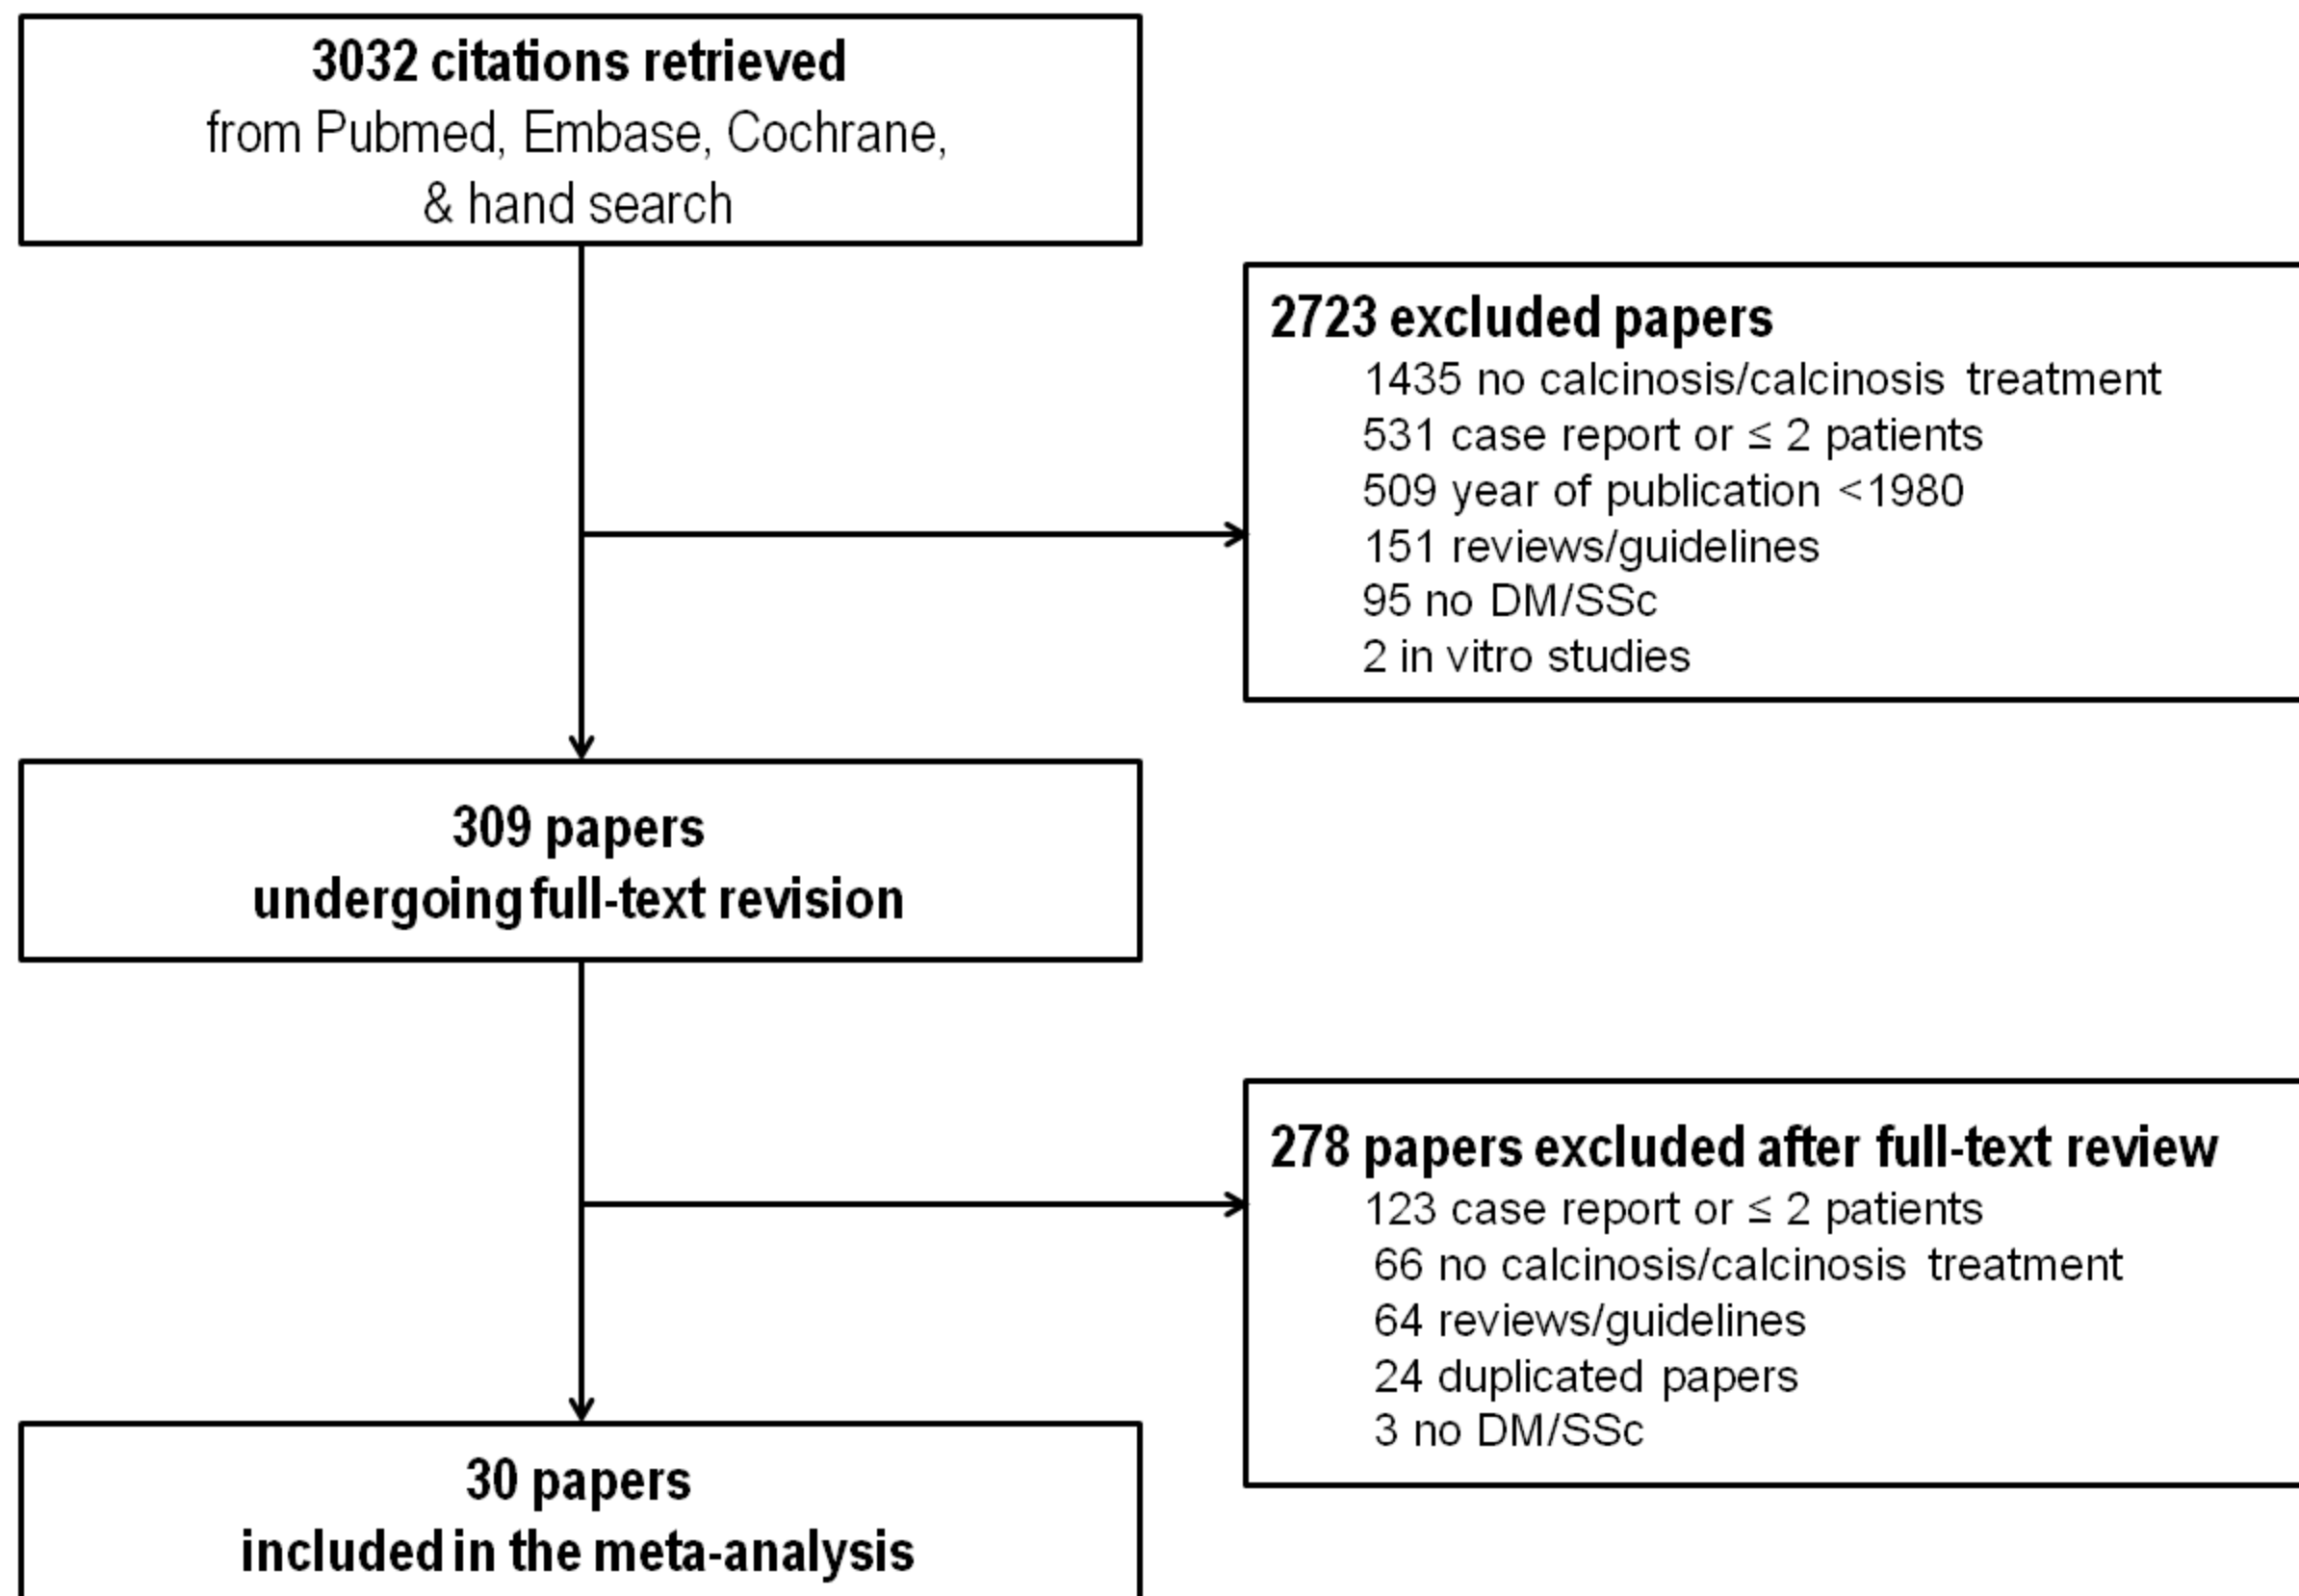 3032 citations retrieved
from Pubmed, Embase, Cochrane,
& hand search
2723 excluded papers
1435 no calcinosis/calcinosis treatment
531 case report or ≤ 2 patients
509 year of publication <1980
151 reviews/guidelines
95 no DM/SSc
2 in vitro studies
309 papers
undergoing full-text revision
278 papers excluded after full-text review
123 case report or ≤ 2 patients
66 no calcinosis/calcinosis treatment
64 reviews/guidelines
24 duplicated papers
3 no DM/SSc
30 papers
included in the meta-analysis